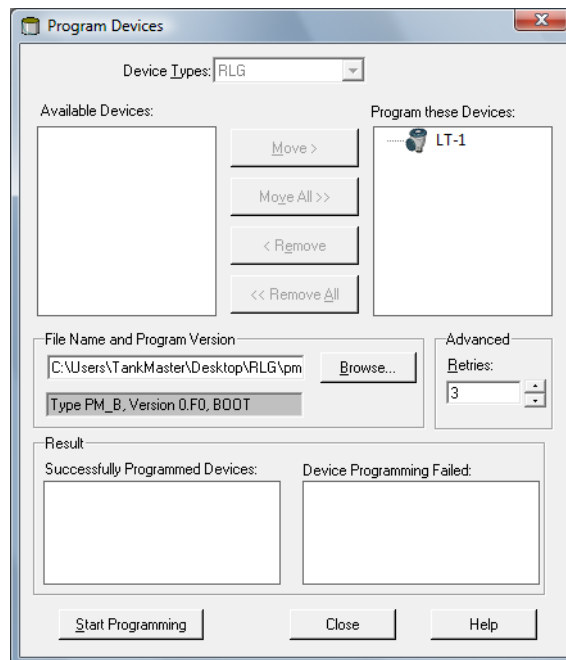 Program Devices
Device Types: RLG
Available Devices:
Program these Devices:
LT-1
Move >
Move All >>
< Remove
<< Remove All
File Name and Program Version
C:\Users\TankMaster\Desktop\RLG\pm
Browse...
Type PM_B, Version 0.F0, BOOT
Advanced
Retries:
3
Result
Successfully Programmed Devices:
Device Programming Failed:
Start Programming
Close
Help